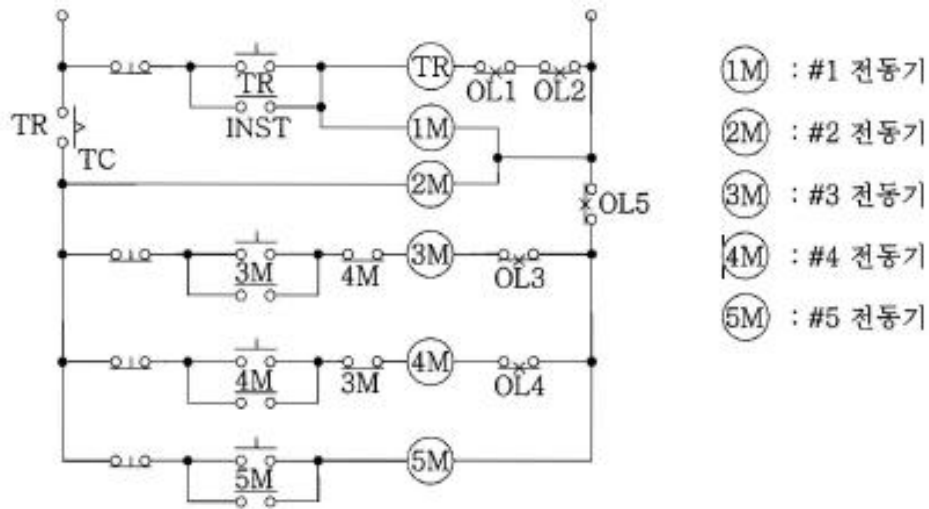 TR OL1 OL2
TR
INST
1M
TR
TC
2M
OL5
3M
3M 4M OL3
4M
4M 3M OL4
5M
5M
1M : #1 전동기
2M : #2 전동기
3M : #3 전동기
4M : #4 전동기
5M : #5 전동기